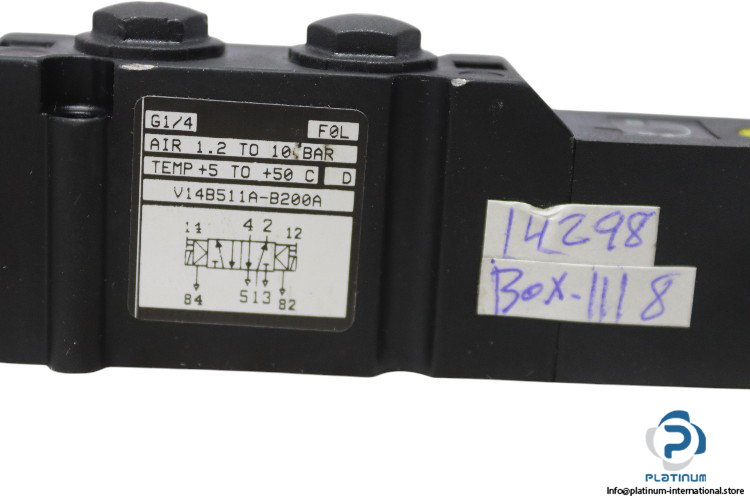 G1/4
F0L
AIR 1.2 TO 10 BAR
TEMP +5 TO +50 C D
V14B511A-B200A
14 4 2 12
84 513 82
14298
BOX-1118
PLATINUM
Info@platinum-international.store